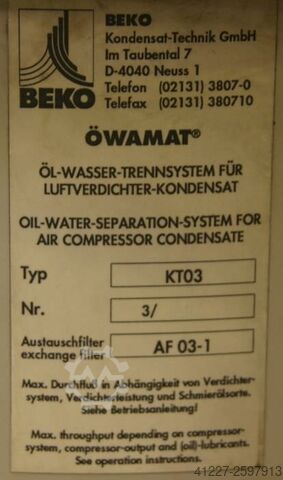 BEKO
Kondensat-Technik GmbH
Im Taubental 7
D-4040 Neuss 1
Telefon (02131) 3807-0
Telefax (02131) 380710
BEKO
ÖWAMAT®
ÖL-WASSER-TRENNSYSTEM FÜR
LUFTVERDICHTER-KONDENSAT
OIL-WATER-SEPARATION-SYSTEM FOR
AIR COMPRESSOR CONDENSATE
Typ KT03
Nr. 3/
Austauschfilter
exchange filler AF 03-1
Max. Durchfluß in Abhängigkeit von Verdichter-
system, Verdichterleistung und Schmierölsorte.
Siehe Betriebsanleitung!
Max. throughput depending on compressor-
system, compressor-output and (oil)-lubricants.
See operation instructions.
41227-2597913